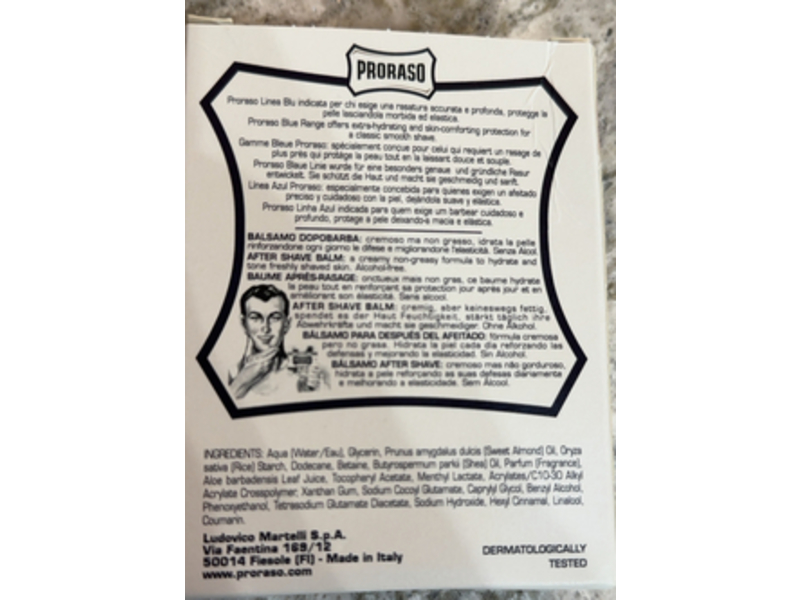 PRORASO
Proraso Linea Blu indicata per chi esige una rasatura accurata e profonda, protegge la
pelle lasciandola morbida ed elastica.
Proraso Blue Range offers extra-hydrating and skin-comforting protection for
a classic smooth shave.
Gamme Bleue Proraso: spécialement conçue pour celui qui requiert un rasage de
plus près qui protège la peau tout en la laissant douce et souple.
Proraso Blaue Linie wurde für eine besonders genaue und gründliche Rasur
entwickelt. Sie schützt die Haut und macht sie geschmeidig und sanft.
Línea Azul Proraso: especialmente concebida para quienes exigen un afeitado
preciso y cuidadoso con la piel, dejándola suave y elástica.
Proraso Linha Azul indicada para quem exige um barbear cuidadoso e
profundo, protege a pele deixando-a macia e elástica.
BALSAMO DOPOBARBA: cremoso ma non grasso, idrata la pelle
rinforzandone ogni giorno le difese e migliorandone l'elasticità. Senza Alcol.
AFTER SHAVE BALM: a creamy non-greasy formula to hydrate and
tone freshly shaved skin. Alcohol-free.
BAUME APRÈS-RASAGE: onctueux mais non gras, ce baume hydrate
la peau tout en renforçant sa protection jour après jour et en
améliorant son élasticité. Sans alcool.
AFTER SHAVE BALM: cremig, aber keineswegs fettig,
spendet es der Haut Feuchtigkeit, stärkt täglich ihre
Abwehrkräfte und macht sie geschmeidiger. Ohne Alkohol.
BÁLSAMO PARA DESPUÉS DEL AFEITADO: fórmula cremosa
pero no grasa. Hidrata la piel cada día reforzando las
defensas y mejorando la elasticidad. Sin Alcohol.
BÁLSAMO AFTER SHAVE: cremoso mas não gorduroso,
hidrata a pele reforçando as suas defesas diariamente
e melhorando a elasticidade. Sem Álcool.
INGREDIENTS: Aqua (Water/Eau), Glycerin, Prunus amygdalus dulcis (Sweet Almond) Oil, Oryza
sativa (Rice) Starch, Dodecane, Betaine, Butyrospermum parkii (Shea) Oil, Parfum (Fragrance),
Aloe barbadensis Leaf Juice, Tocopheryl Acetate, Menthyl Lactate, Acrylates/C10-30 Alkyl
Acrylate Crosspolymer, Xanthan Gum, Sodium Cocoyl Glutamate, Caprylyl Glycol, Benzyl Alcohol,
Phenoxyethanol, Tetrasodium Glutamate Diacetate, Sodium Hydroxide, Hexyl Cinnamal, Linalool,
Coumarin.
Ludovico Martelli S.p.A.
Via Faentina 169/12
50014 Fiesole (FI) - Made in Italy
www.proraso.com
DERMATOLOGICALLY
TESTED